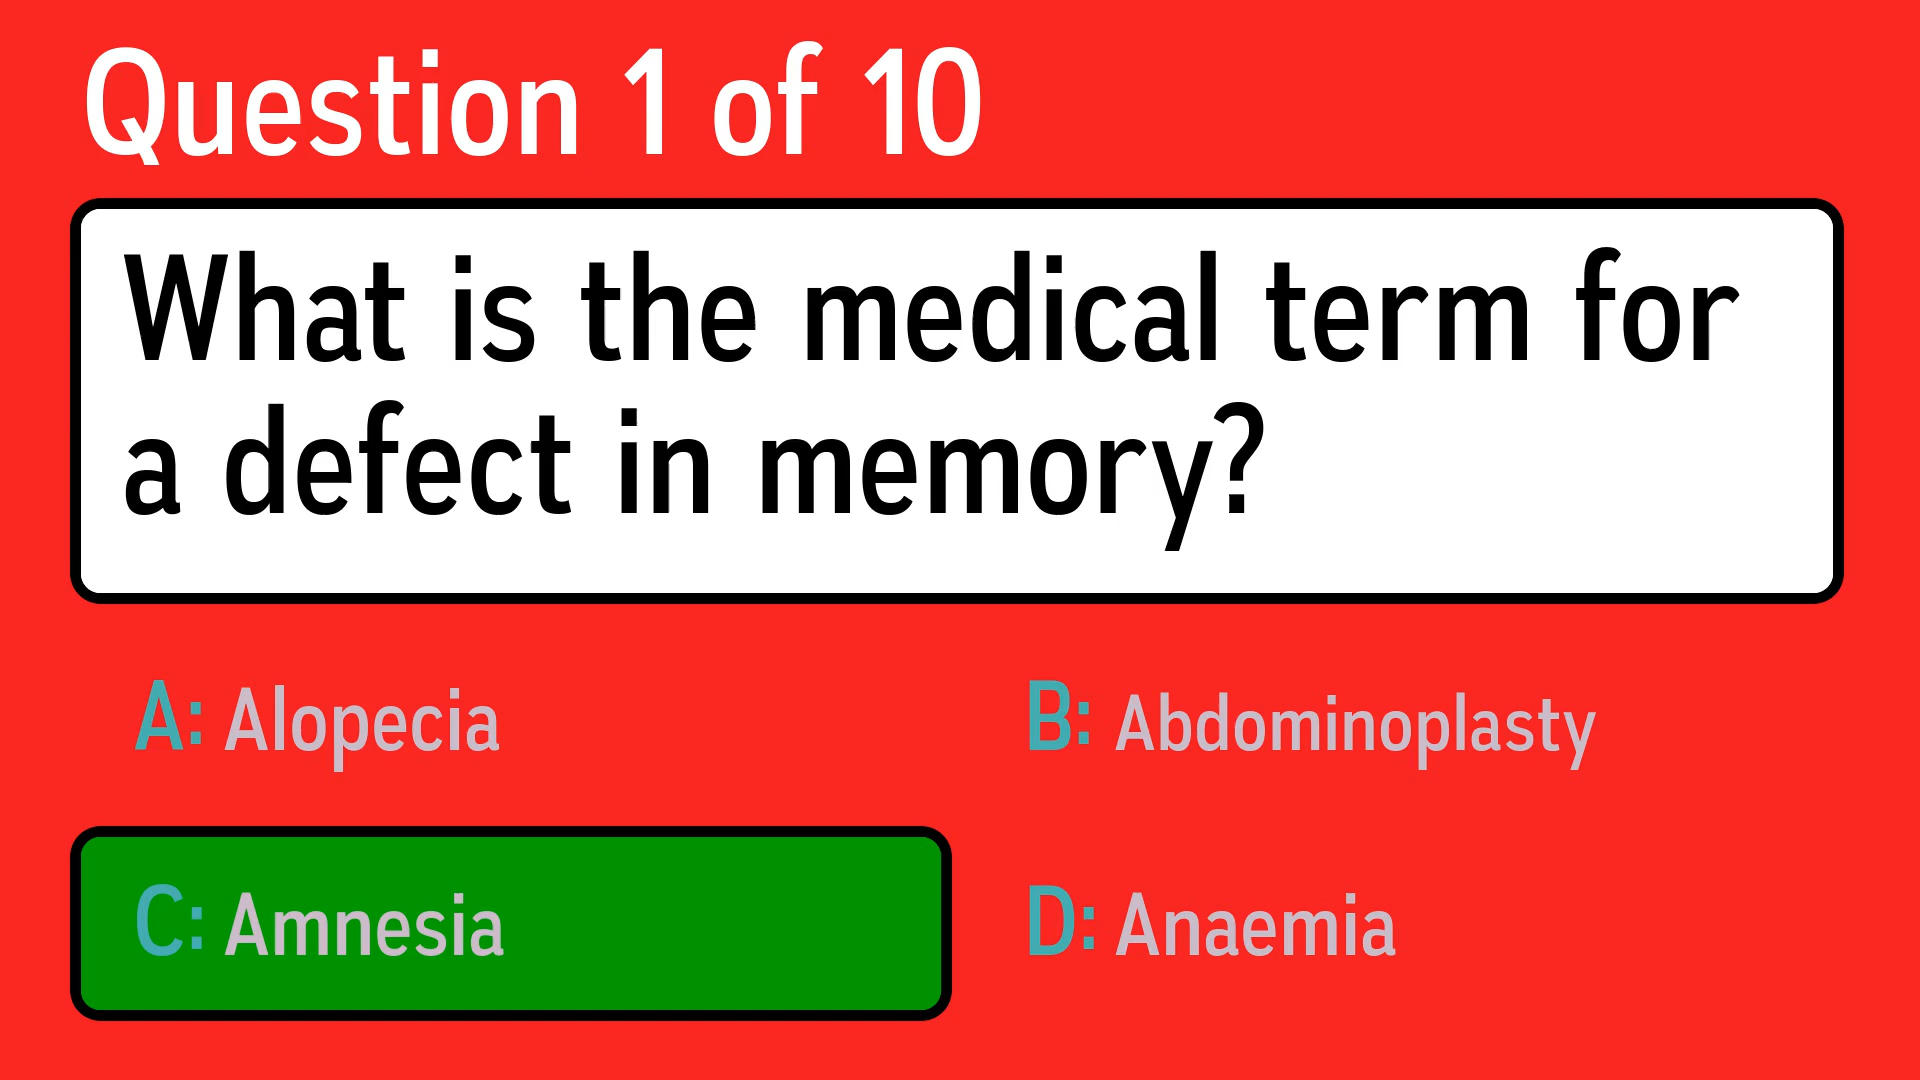 Question 1 of 10
What is the medical term for
a defect in memory?
A: Alopecia
B: Abdominoplasty
C: Amnesia
D: Anaemia